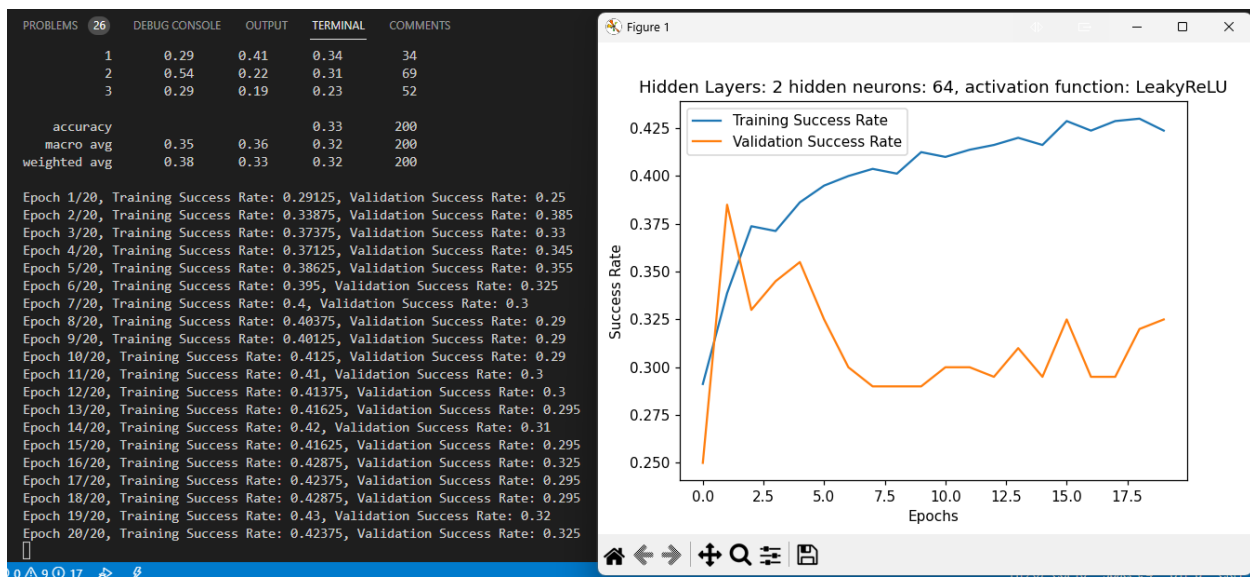 PROBLEMS 26 DEBUG CONSOLE OUTPUT TERMINAL COMMENTS
1 0.29 0.41 0.34 34
2 0.54 0.22 0.31 69
3 0.29 0.19 0.23 52
accuracy 0.33 200
macro avg 0.35 0.36 0.32 200
weighted avg 0.38 0.33 0.32 200
Epoch 1/20, Training Success Rate: 0.29125, Validation Success Rate: 0.25
Epoch 2/20, Training Success Rate: 0.33875, Validation Success Rate: 0.385
Epoch 3/20, Training Success Rate: 0.37375, Validation Success Rate: 0.33
Epoch 4/20, Training Success Rate: 0.37125, Validation Success Rate: 0.345
Epoch 5/20, Training Success Rate: 0.38625, Validation Success Rate: 0.355
Epoch 6/20, Training Success Rate: 0.395, Validation Success Rate: 0.325
Epoch 7/20, Training Success Rate: 0.4, Validation Success Rate: 0.3
Epoch 8/20, Training Success Rate: 0.40375, Validation Success Rate: 0.29
Epoch 9/20, Training Success Rate: 0.40125, Validation Success Rate: 0.29
Epoch 10/20, Training Success Rate: 0.4125, Validation Success Rate: 0.29
Epoch 11/20, Training Success Rate: 0.41, Validation Success Rate: 0.3
Epoch 12/20, Training Success Rate: 0.41375, Validation Success Rate: 0.3
Epoch 13/20, Training Success Rate: 0.41625, Validation Success Rate: 0.295
Epoch 14/20, Training Success Rate: 0.42, Validation Success Rate: 0.31
Epoch 15/20, Training Success Rate: 0.41625, Validation Success Rate: 0.295
Epoch 16/20, Training Success Rate: 0.42875, Validation Success Rate: 0.325
Epoch 17/20, Training Success Rate: 0.42375, Validation Success Rate: 0.295
Epoch 18/20, Training Success Rate: 0.42875, Validation Success Rate: 0.295
Epoch 19/20, Training Success Rate: 0.43, Validation Success Rate: 0.32
Epoch 20/20, Training Success Rate: 0.42375, Validation Success Rate: 0.325
0 9 17
Figure 1
Hidden Layers: 2 hidden neurons: 64, activation function: LeakyReLU
Training Success Rate
Validation Success Rate
0.425
0.400
0.375
0.350
0.325
0.300
0.275
0.250
Success Rate
0.0 2.5 5.0 7.5 10.0 12.5 15.0 17.5
Epochs